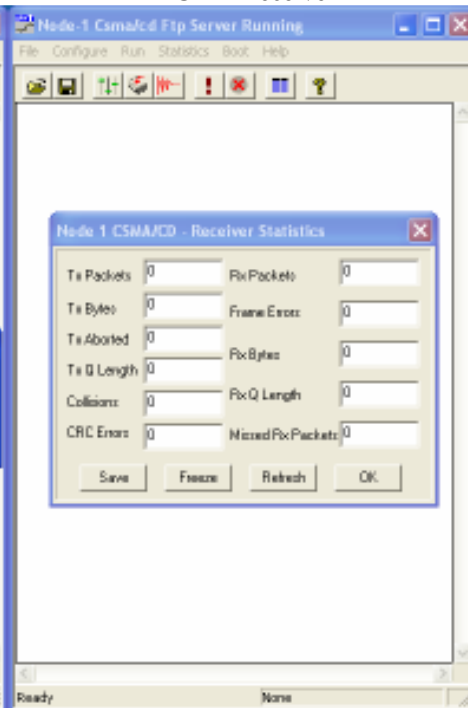 Node-1 Csma/cd Ftp Server Running
File Configure Run Statistics Boot Help
Node 1 CSMA/CD - Receiver Statistics
Tx Packets 0 Rx Packets 0
Tx Bytes 0 Frame Errors 0
Tx Aborted 0 Rx Bytes 0
Tx Q Length 0 Rx Q Length 0
Collisions 0
CRC Errors 0 Missed Rx Packets 0
Save Freeze Refresh OK
Ready None